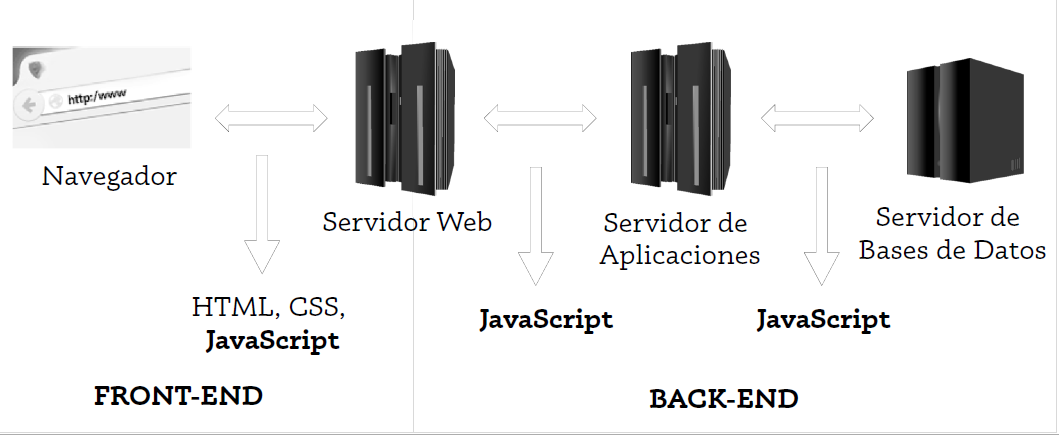 http:/www
Navegador
Servidor Web
Servidor de
Aplicaciones
Servidor de
Bases de Datos
HTML, CSS,
JavaScript
JavaScript
JavaScript
FRONT-END
BACK-END